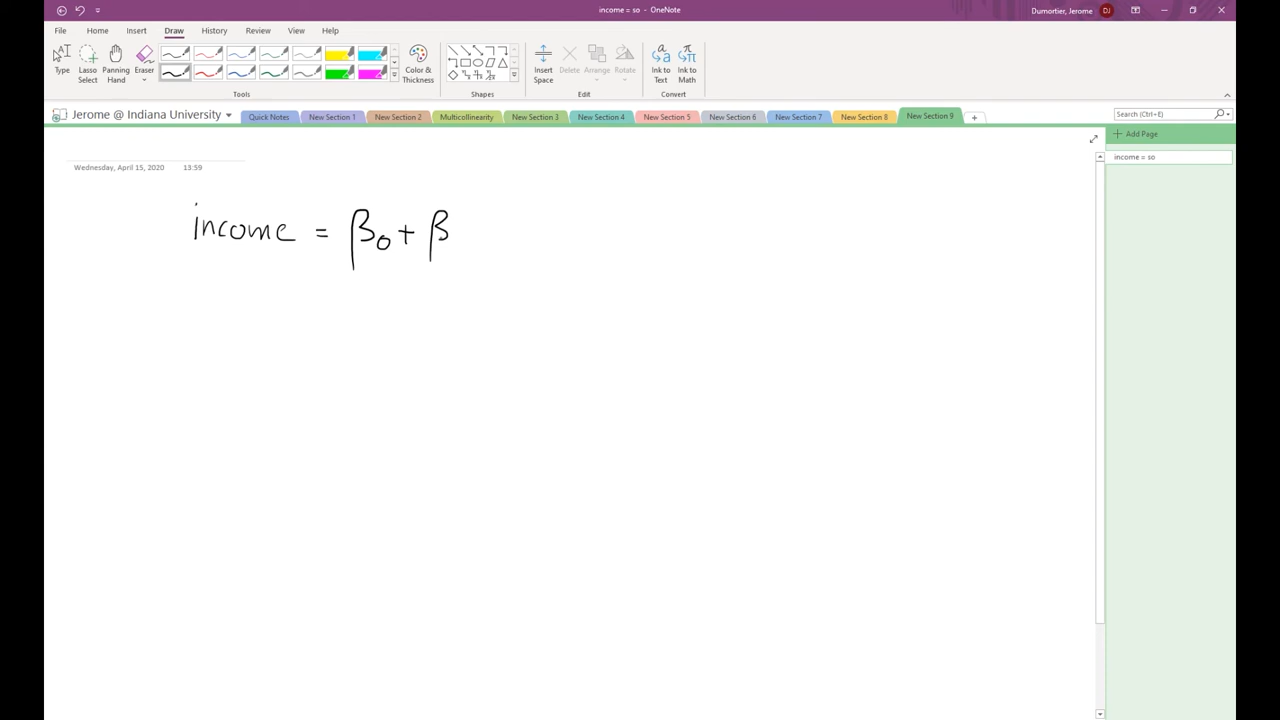 income = so - OneNote
Dumortier, Jerome DJ
File Home Insert Draw History Review View Help
Type Lasso Select Panning Hand Eraser Color & Thickness Insert Space Delete Arrange Rotate Ink to Text Ink to Math
Tools Shapes Edit Convert
Jerome @ Indiana University Quick Notes New Section 1 New Section 2 Multicollinearity New Section 3 New Section 4 New Section 5 New Section 6 New Section 7 New Section 8 New Section 9 + Search (Ctrl+E)
Add Page
income = so
Wednesday, April 15, 2020 13:59
income = β₀ + β